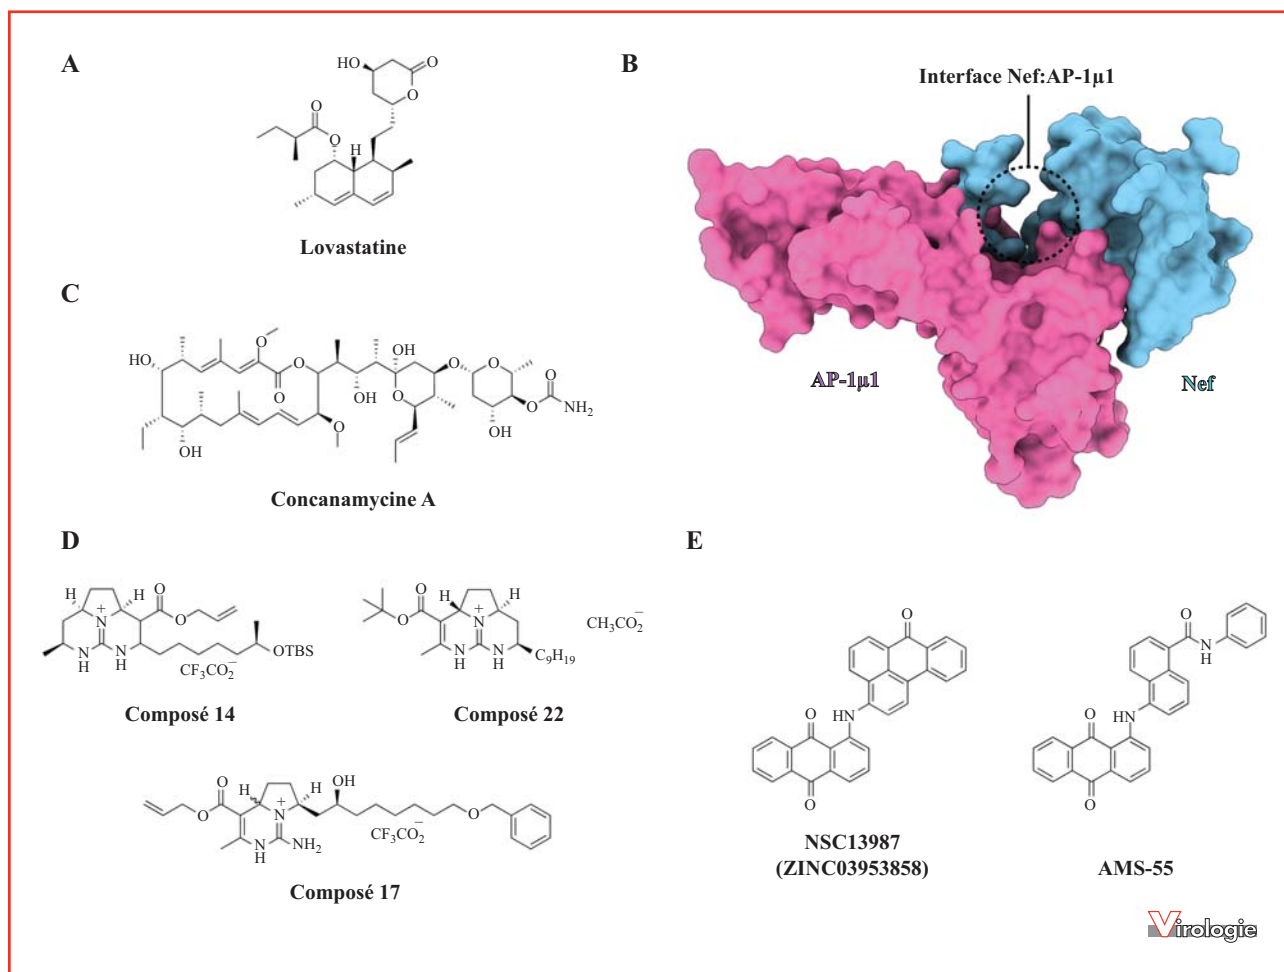 A
HO
O
O
O
O
H
Lovastatine
B
Interface Nef:AP-1μ1
AP-1μ1
Nef
C
HO
O
O
O
OH
O
OH
OH
O
O
O
O
O
NH2
OH
O
Concanamycine A
D
H
H
O
O
+
N
N
H
N
H
OTBS
CF3CO2−
Composé 14
O
O
H
H
+
N
N
H
N
H
C9H19
CH3CO2−
Composé 22
O
O
H
H
OH
+
N
N
H
NH2
O
CF3CO2−
Composé 17
E
O
HN
O
O
NSC13987
(ZINC03953858)
O
N
H
HN
O
O
AMS-55
Virologie